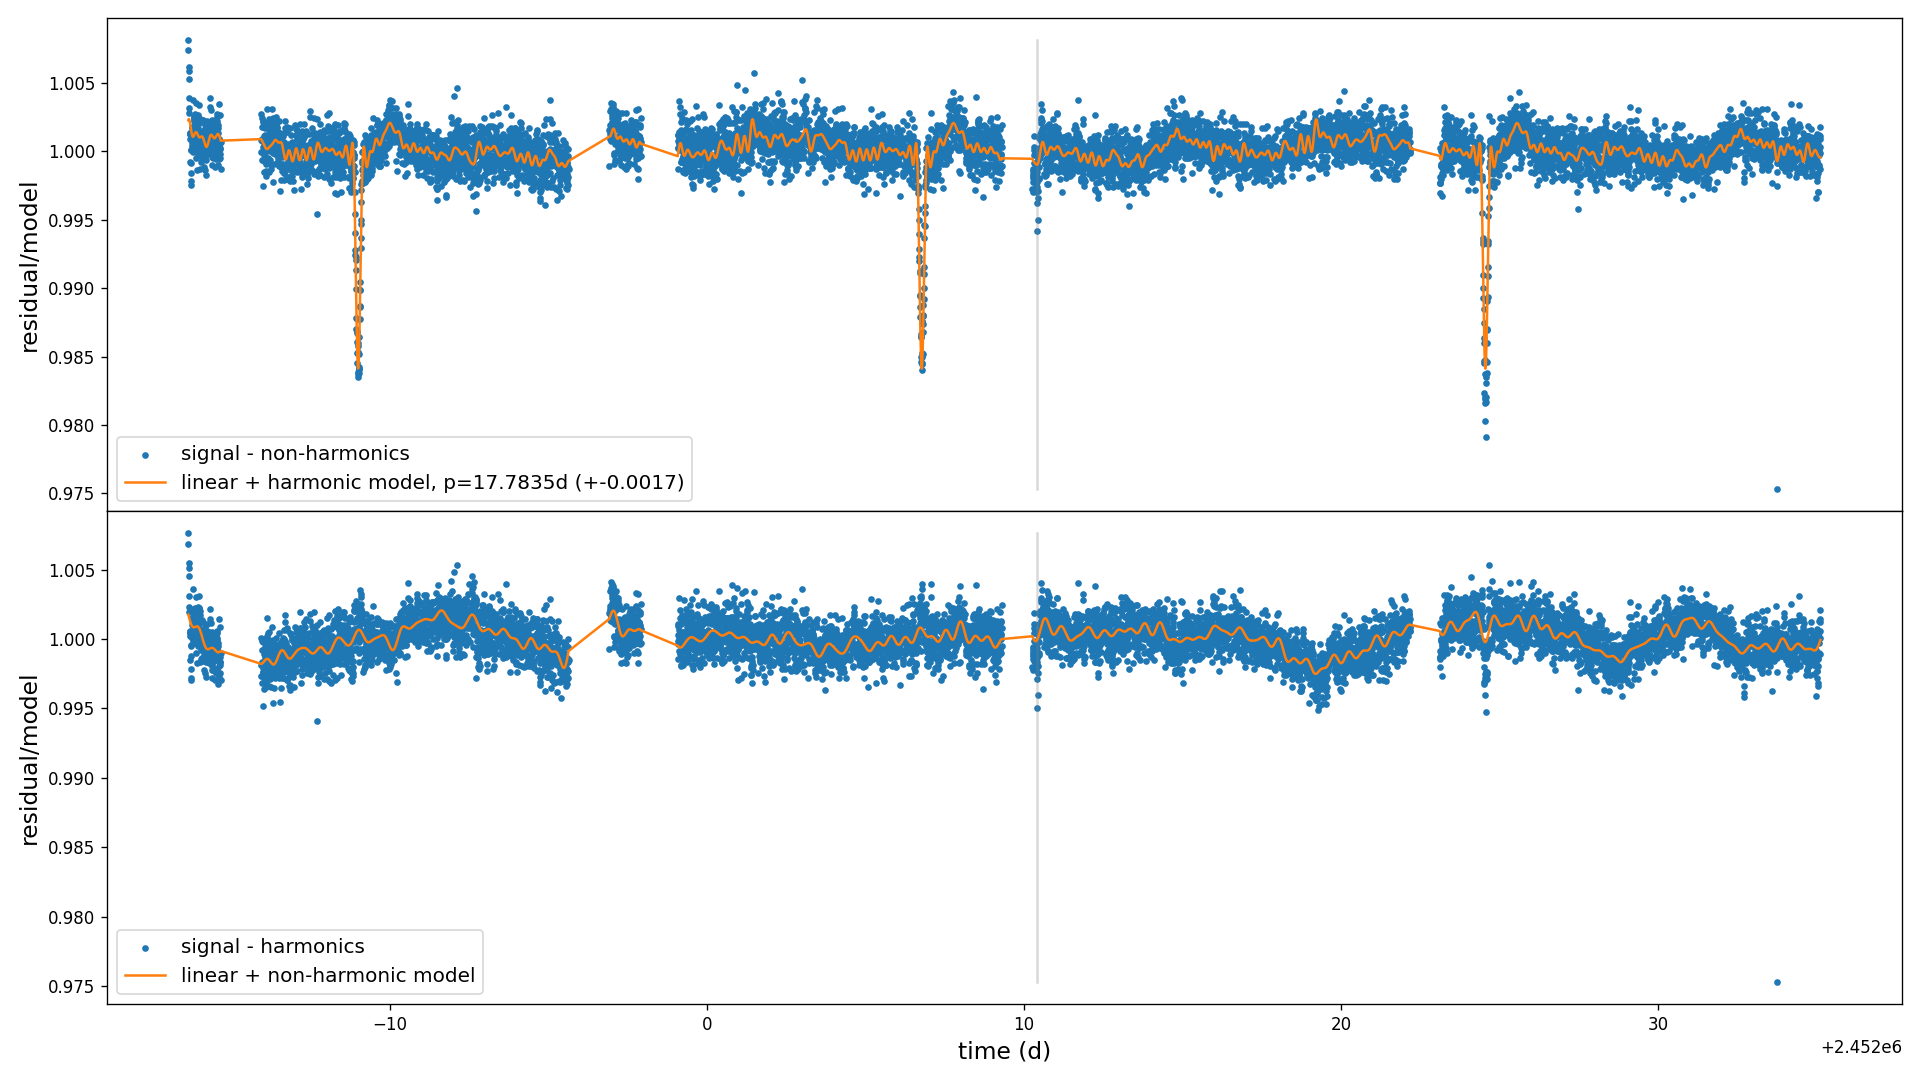 residual/model
1.005
1.000
0.995
0.990
0.985
0.980
0.975
signal - non-harmonics
linear + harmonic model, p=17.7835d (+-0.0017)
residual/model
1.005
1.000
0.995
0.990
0.985
0.980
0.975
signal - harmonics
linear + non-harmonic model
−10 0 10 20 30
time (d)
+2.452e6